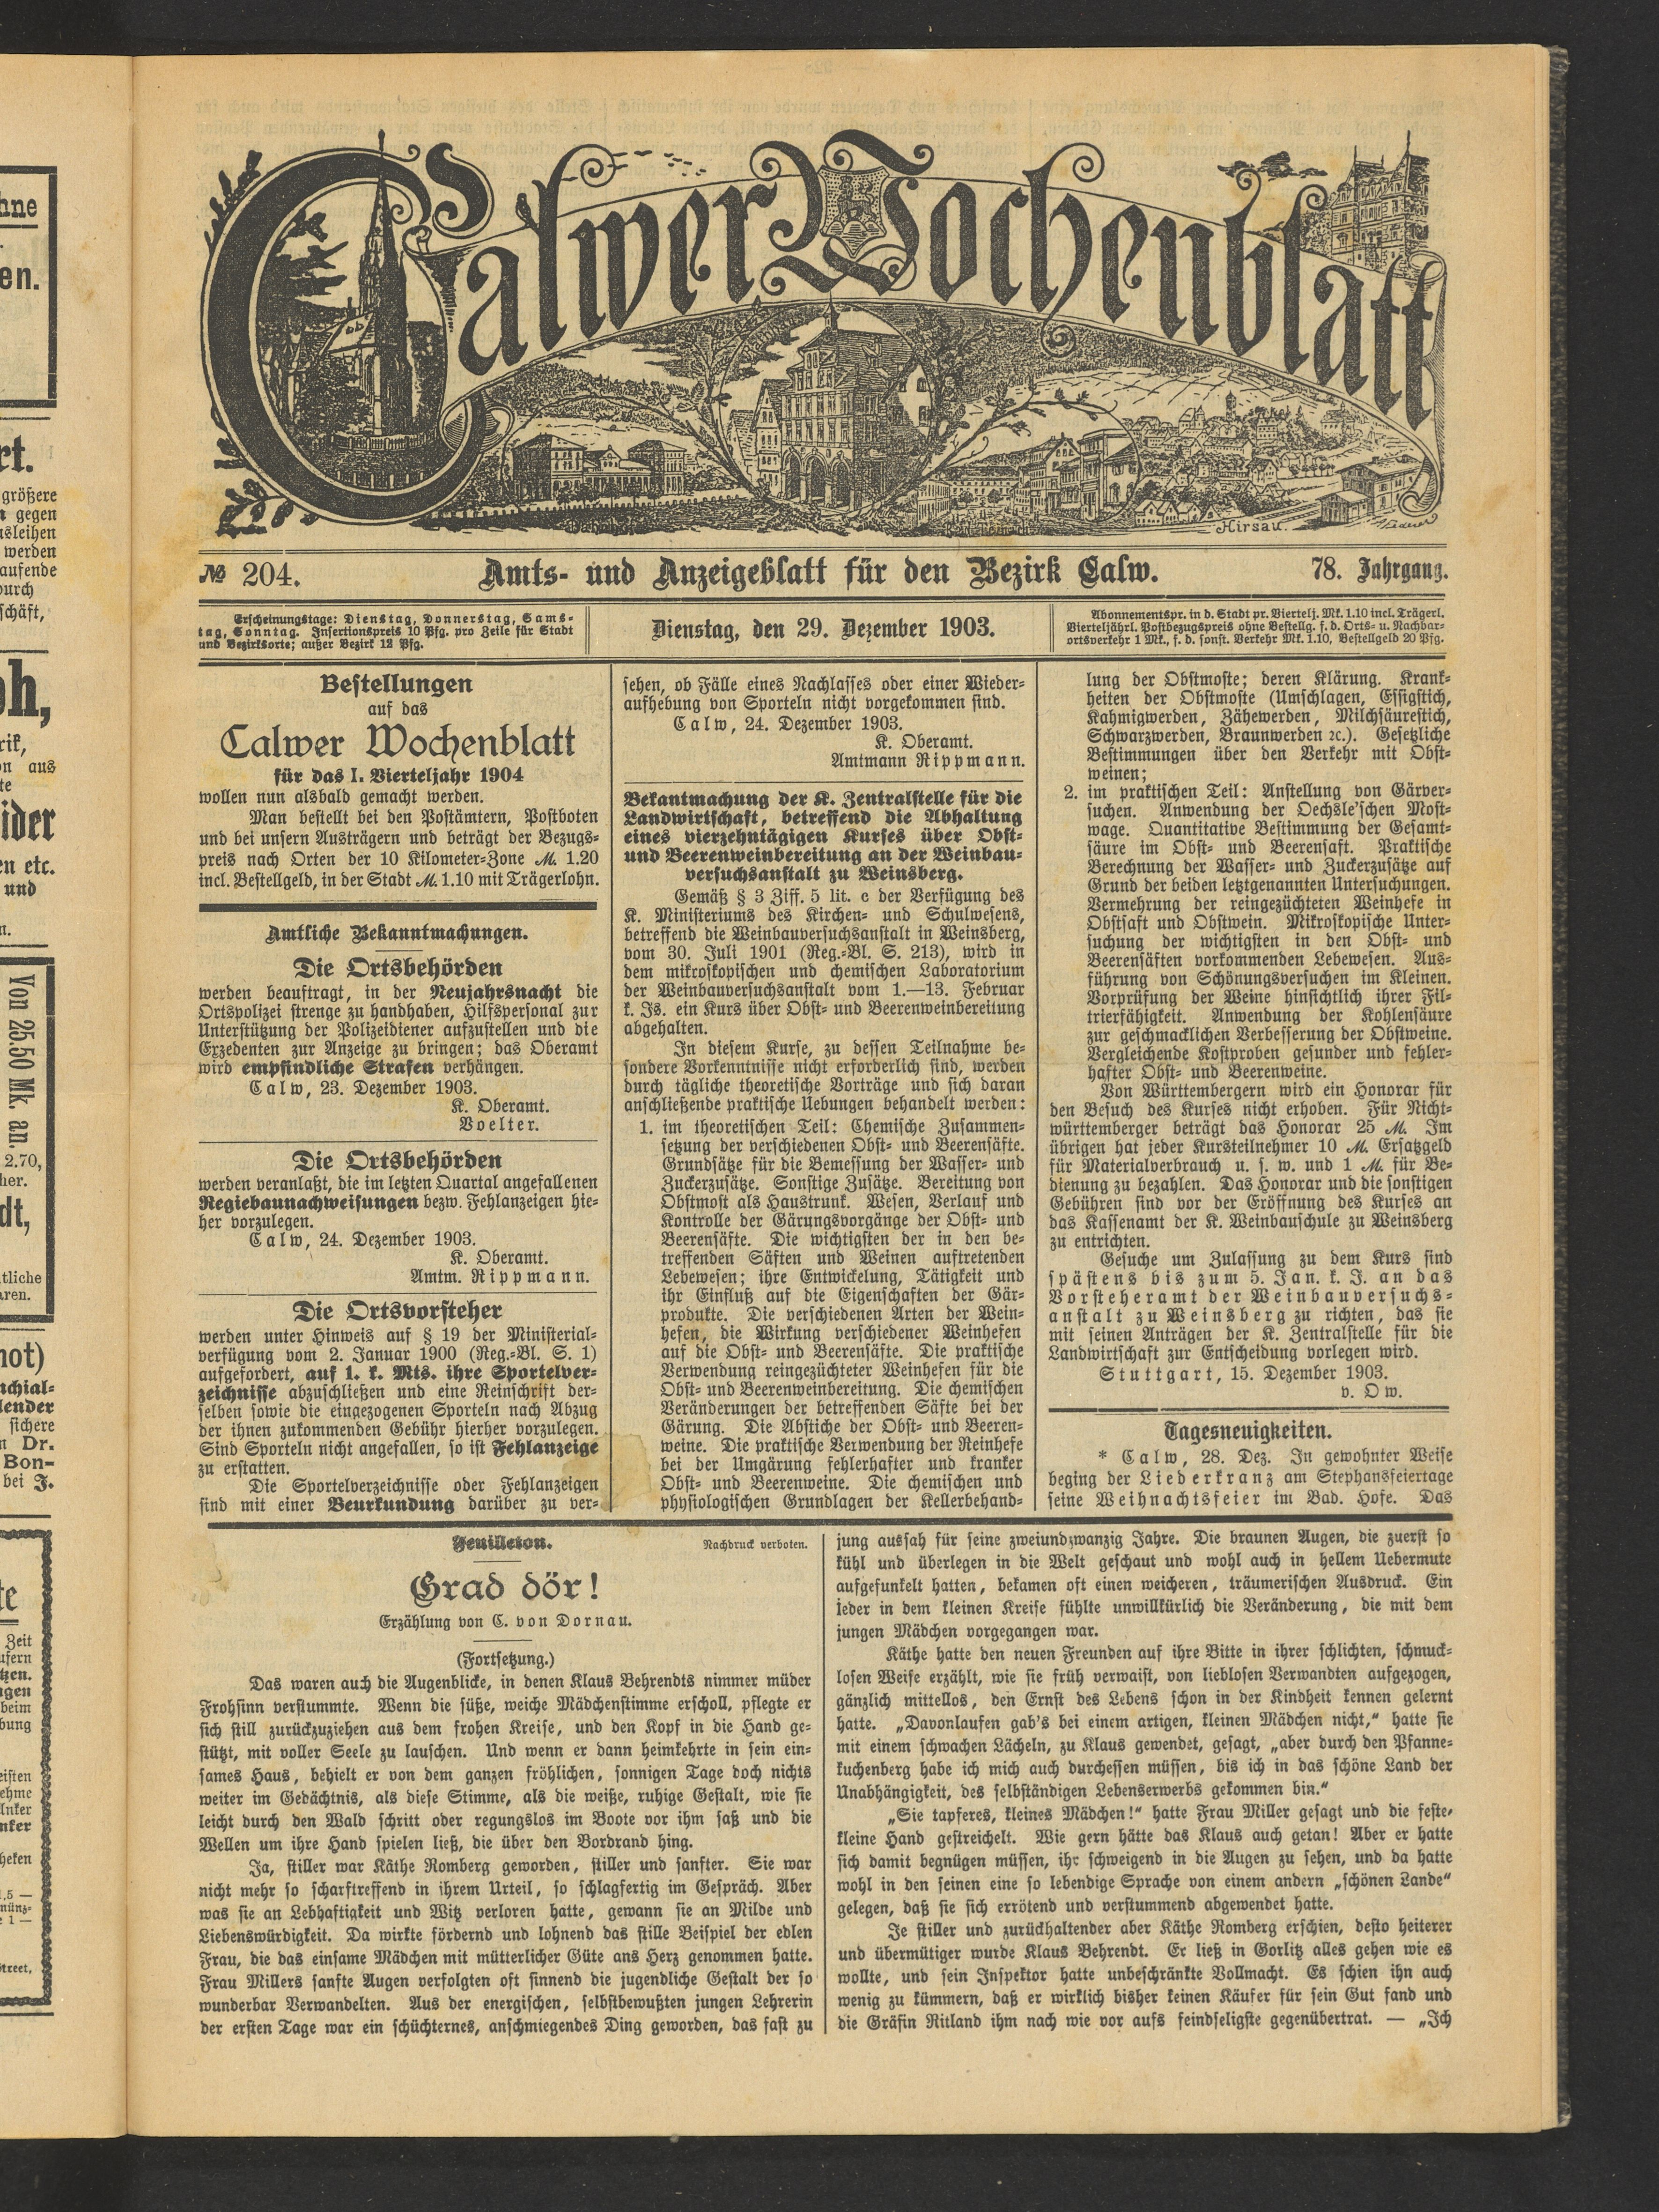 Calwer Wochenblatt
Hirsau.
№ 204.
Amts- und Anzeigeblatt für den Bezirk Calw.
78. Jahrgang.
Erscheinungstage: Dienstag, Donnerstag, Sams-
tag, Sonntag. Insertionspreis 10 Pfg. pro Zeile für Stadt
und Bezirksorte; außer Bezirk 12 Pfg.
Dienstag, den 29. Dezember 1903.
Abonnementspr. in d. Stadt pr. Viertelj. Mk. 1.10 incl. Trägerl.
Vierteljährl. Postbezugspreis ohne Bestellg. f. d. Orts- u. Nachbar-
ortsverkehr 1 Mk., f. d. sonst. Verkehr Mk. 1.10, Bestellgeld 20 Pfg.
Bestellungen
auf das
Calwer Wochenblatt
für das I. Vierteljahr 1904
wollen nun alsbald gemacht werden.
Man bestellt bei den Postämtern, Postboten
und bei unsern Austrägern und beträgt der Bezugs-
preis nach Orten der 10 Kilometer-Zone M. 1.20
incl. Bestellgeld, in der Stadt M. 1.10 mit Trägerlohn.
Amtliche Bekanntmachungen.
Die Ortsbehörden
werden beauftragt, in der Neujahrsnacht die
Ortspolizei strenge zu handhaben, Hilfspersonal zur
Unterstützung der Polizeidiener aufzustellen und die
Exzedenten zur Anzeige zu bringen; das Oberamt
wird empfindliche Strafen verhängen.
Calw, 23. Dezember 1903.
K. Oberamt.
Voelter.
Die Ortsbehörden
werden veranlaßt, die im letzten Quartal angefallenen
Regiebaunachweisungen bezw. Fehlanzeigen hie-
her vorzulegen.
Calw, 24. Dezember 1903.
K. Oberamt.
Amtm. Rippmann.
Die Ortsvorsteher
werden unter Hinweis auf § 19 der Ministerial-
verfügung vom 2. Januar 1900 (Reg.-Bl. S. 1)
aufgefordert, auf 1. k. Mts. ihre Sportelver-
zeichnisse abzuschließen und eine Reinschrift der-
selben sowie die eingezogenen Sporteln nach Abzug
der ihnen zukommenden Gebühr hierher vorzulegen.
Sind Sporteln nicht angefallen, so ist Fehlanzeige
zu erstatten.
Die Sportelverzeichnisse oder Fehlanzeigen
sind mit einer Beurkundung darüber zu ver-
sehen, ob Fälle eines Nachlasses oder einer Wieder-
aufhebung von Sporteln nicht vorgekommen sind.
Calw, 24. Dezember 1903.
K. Oberamt.
Amtmann Rippmann.
Bekantmachung der K. Zentralstelle für die
Landwirtschaft, betreffend die Abhaltung
eines vierzehntägigen Kurses über Obst-
und Beerenweinbereitung an der Weinbau-
versuchsanstalt zu Weinsberg.
Gemäß § 3 Ziff. 5 lit. c der Verfügung des
K. Ministeriums des Kirchen- und Schulwesens,
betreffend die Weinbauversuchsanstalt in Weinsberg,
vom 30. Juli 1901 (Reg.-Bl. S. 213), wird in
dem mikroskopischen und chemischen Laboratorium
der Weinbauversuchsanstalt vom 1.—13. Februar
k. Js. ein Kurs über Obst- und Beerenweinbereitung
abgehalten.
In diesem Kurse, zu dessen Teilnahme be-
sondere Vorkenntnisse nicht erforderlich sind, werden
durch tägliche theoretische Vorträge und sich daran
anschließende praktische Uebungen behandelt werden:
1. im theoretischen Teil: Chemische Zusammen-
setzung der verschiedenen Obst- und Beerensäfte.
Grundsätze für die Bemessung der Wasser- und
Zuckerzusätze. Sonstige Zusätze. Bereitung von
Obstmost als Haustrunk. Wesen, Verlauf und
Kontrolle der Gärungsvorgänge der Obst- und
Beerensäfte. Die wichtigsten der in den be-
treffenden Säften und Weinen auftretenden
Lebewesen; ihre Entwickelung, Tätigkeit und
ihr Einfluß auf die Eigenschaften der Gär-
produkte. Die verschiedenen Arten der Wein-
hefen, die Wirkung verschiedener Weinhefen
auf die Obst- und Beerensäfte. Die praktische
Verwendung reingezüchteter Weinhefen für die
Obst- und Beerenweinbereitung. Die chemischen
Veränderungen der betreffenden Säfte bei der
Gärung. Die Abstiche der Obst- und Beeren-
weine. Die praktische Verwendung der Reinhefe
bei der Umgärung fehlerhafter und kranker
Obst- und Beerenweine. Die chemischen und
physiologischen Grundlagen der Kellerbehand-
lung der Obstmoste; deren Klärung. Krank-
heiten der Obstmoste (Umschlagen, Essigstich,
Kahmigwerden, Zähewerden, Milchsäurestich,
Schwarzwerden, Braunwerden ꝛc.). Gesetzliche
Bestimmungen über den Verkehr mit Obst-
weinen;
2. im praktischen Teil: Anstellung von Gärver-
suchen. Anwendung der Oechsle'schen Most-
wage. Quantitative Bestimmung der Gesamt-
säure im Obst- und Beerensaft. Praktische
Berechnung der Wasser- und Zuckerzusätze auf
Grund der beiden letztgenannten Untersuchungen.
Vermehrung der reingezüchteten Weinhefe in
Obstsaft und Obstwein. Mikroskopische Unter-
suchung der wichtigsten in den Obst- und
Beerensäften vorkommenden Lebewesen. Aus-
führung von Schönungsversuchen im Kleinen.
Vorprüfung der Weine hinsichtlich ihrer Fil-
trierfähigkeit. Anwendung der Kohlensäure
zur geschmacklichen Verbesserung der Obstweine.
Vergleichende Kostproben gesunder und fehler-
hafter Obst- und Beerenweine.
Von Württembergern wird ein Honorar für
den Besuch des Kurses nicht erhoben. Für Nicht-
württemberger beträgt das Honorar 25 M. Im
übrigen hat jeder Kursteilnehmer 10 M. Ersatzgeld
für Materialverbrauch u. s. w. und 1 M. für Be-
dienung zu bezahlen. Das Honorar und die sonstigen
Gebühren sind vor der Eröffnung des Kurses an
das Kassenamt der K. Weinbauschule zu Weinsberg
zu entrichten.
Gesuche um Zulassung zu dem Kurs sind
spästens bis zum 5. Jan. k. J. an das
Vorsteheramt der Weinbauversuchs-
anstalt zu Weinsberg zu richten, das sie
mit seinen Anträgen der K. Zentralstelle für die
Landwirtschaft zur Entscheidung vorlegen wird.
Stuttgart, 15. Dezember 1903.
v. Ow.
Tagesneuigkeiten.
* Calw, 28. Dez. In gewohnter Weise
beging der Liederkranz am Stephansfeiertage
seine Weihnachtsfeier im Bad. Hofe. Das
Feuilleton.
Nachdruck verboten.
Grad dör!
Erzählung von C. von Dornau.
(Fortsetzung.)
Das waren auch die Augenblicke, in denen Klaus Behrendts nimmer müder
Frohsinn verstummte. Wenn die süße, weiche Mädchenstimme erscholl, pflegte er
sich still zurückzuziehen aus dem frohen Kreise, und den Kopf in die Hand ge-
stützt, mit voller Seele zu lauschen. Und wenn er dann heimkehrte in sein ein-
sames Haus, behielt er von dem ganzen fröhlichen, sonnigen Tage doch nichts
weiter im Gedächtnis, als diese Stimme, als die weiße, ruhige Gestalt, wie sie
leicht durch den Wald schritt oder regungslos im Boote vor ihm saß und die
Wellen um ihre Hand spielen ließ, die über den Bordrand hing.
Ja, stiller war Käthe Romberg geworden, stiller und sanfter. Sie war
nicht mehr so scharftreffend in ihrem Urteil, so schlagfertig im Gespräch. Aber
was sie an Lebhaftigkeit und Witz verloren hatte, gewann sie an Milde und
Liebenswürdigkeit. Da wirkte fördernd und lohnend das stille Beispiel der edlen
Frau, die das einsame Mädchen mit mütterlicher Güte ans Herz genommen hatte.
Frau Millers sanfte Augen verfolgten oft sinnend die jugendliche Gestalt der so
wunderbar Verwandelten. Aus der energischen, selbstbewußten jungen Lehrerin
der ersten Tage war ein schüchternes, anschmiegendes Ding geworden, das fast zu
jung aussah für seine zweiundzwanzig Jahre. Die braunen Augen, die zuerst so
kühl und überlegen in die Welt geschaut und wohl auch in hellem Uebermute
aufgefunkelt hatten, bekamen oft einen weicheren, träumerischen Ausdruck. Ein
jeder in dem kleinen Kreise fühlte unwillkürlich die Veränderung, die mit dem
jungen Mädchen vorgegangen war.
Käthe hatte den neuen Freunden auf ihre Bitte in ihrer schlichten, schmuck-
losen Weise erzählt, wie sie früh verwaist, von lieblosen Verwandten aufgezogen,
gänzlich mittellos, den Ernst des Lebens schon in der Kindheit kennen gelernt
hatte. „Davonlaufen gab's bei einem artigen, kleinen Mädchen nicht,“ hatte sie
mit einem schwachen Lächeln, zu Klaus gewendet, gesagt, „aber durch den Pfanne-
kuchenberg habe ich mich auch durchessen müssen, bis ich in das schöne Land der
Unabhängigkeit, des selbständigen Lebenserwerbs gekommen bin.“
„Sie tapferes, kleines Mädchen!“ hatte Frau Miller gesagt und die feste,
kleine Hand gestreichelt. Wie gern hätte das Klaus auch getan! Aber er hatte
sich damit begnügen müssen, ihr schweigend in die Augen zu sehen, und da hatte
wohl in den seinen eine so lebendige Sprache von einem andern „schönen Lande“
gelegen, daß sie sich errötend und verstummend abgewendet hatte.
Je stiller und zurückhaltender aber Käthe Romberg erschien, desto heiterer
und übermütiger wurde Klaus Behrendt. Er ließ in Gorlitz alles gehen wie es
wollte, und sein Inspektor hatte unbeschränkte Vollmacht. Es schien ihn auch
wenig zu kümmern, daß er wirklich bisher keinen Käufer für sein Gut fand und
die Gräfin Ritland ihm nach wie vor aufs feindseligste gegenübertrat. — „Ich
größere
gegen
werden
Von 25.50 Mk. an.
2.70,
sichere
Dr.
Bon-
bei J.
Zeit
beim